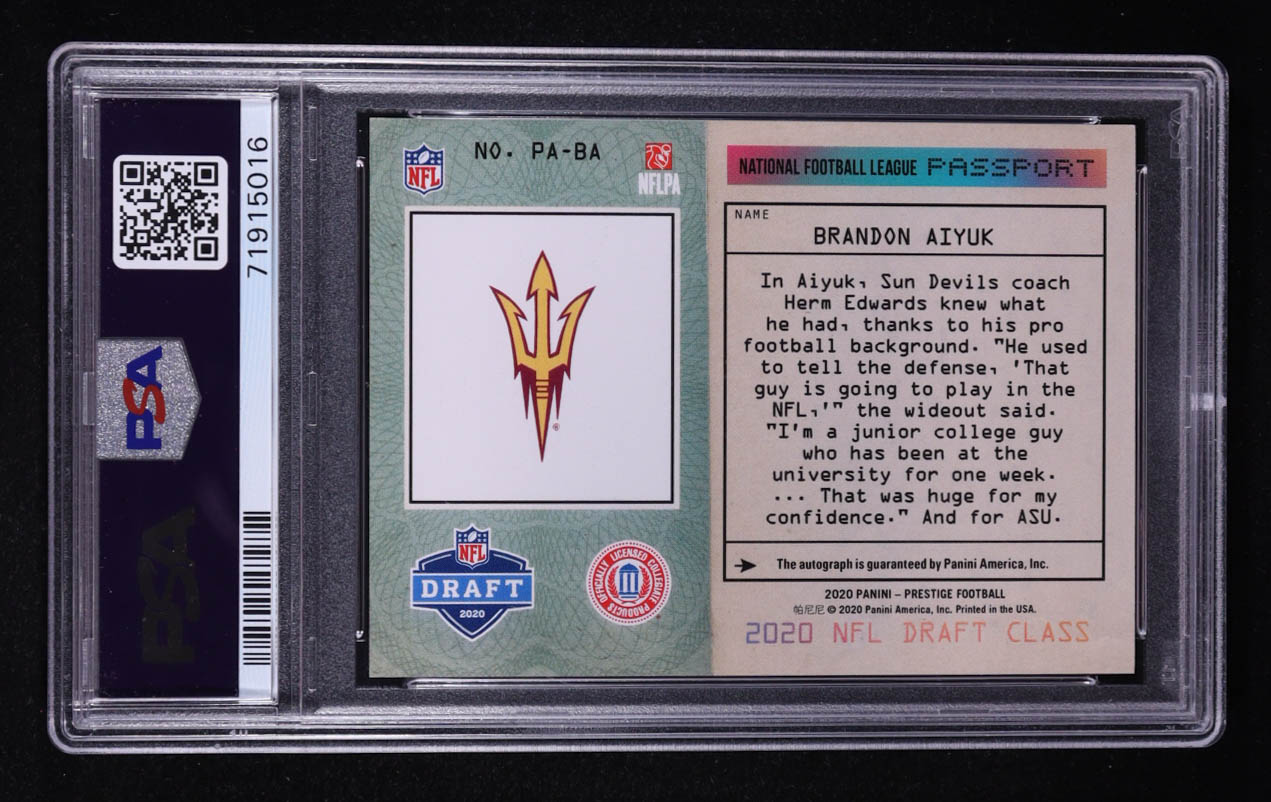 71915016
PSA
PSA
NFL
NO. PA-BA
NFLPA
NFL
DRAFT
2020
OFFICIALLY LICENSED COLLEGIATE PRODUCTS
NATIONAL FOOTBALL LEAGUE PASSPORT
NAME
BRANDON AIYUK
In Aiyuk, Sun Devils coach
Herm Edwards knew what
he had, thanks to his pro
football background. "He used
to tell the defense, 'That
guy is going to play in the
NFL,'" the wideout said.
"I'm a junior college guy
who has been at the
university for one week.
... That was huge for my
confidence." And for ASU.
The autograph is guaranteed by Panini America, Inc.
2020 PANINI – PRESTIGE FOOTBALL
帕尼尼 © 2020 Panini America, Inc. Printed in the USA.
2020 NFL DRAFT CLASS